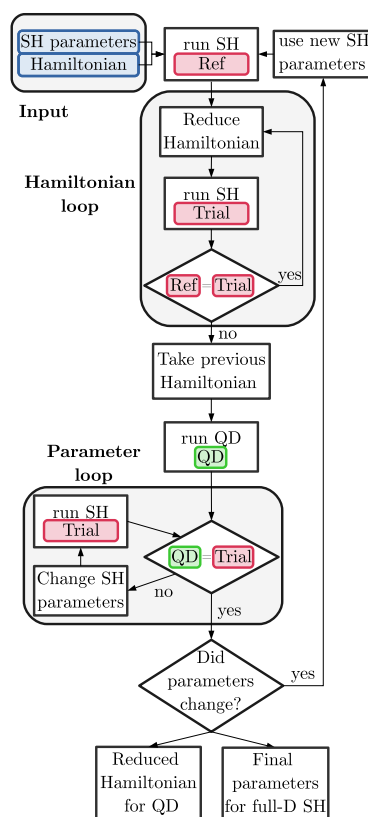 SH parameters
Hamiltonian
Input
run SH
Ref
use new SH
parameters
Reduce
Hamiltonian
Hamiltonian
loop
run SH
Trial
Ref=Trial
yes
no
Take previous
Hamiltonian
run QD
QD
Parameter
loop
run SH
Trial
QD=Trial
Change SH
parameters
no
yes
Did
parameters
change?
yes
Reduced
Hamiltonian
for QD
Final
parameters
for full-D SH